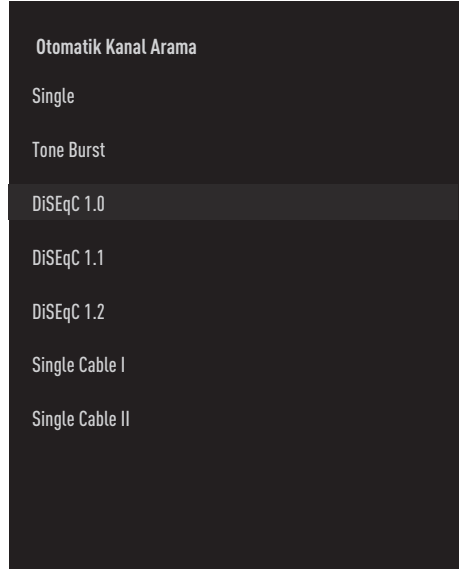 Otomatik Kanal Arama
Single
Tone Burst
DiSEqC 1.0
DiSEqC 1.1
DiSEqC 1.2
Single Cable I
Single Cable II